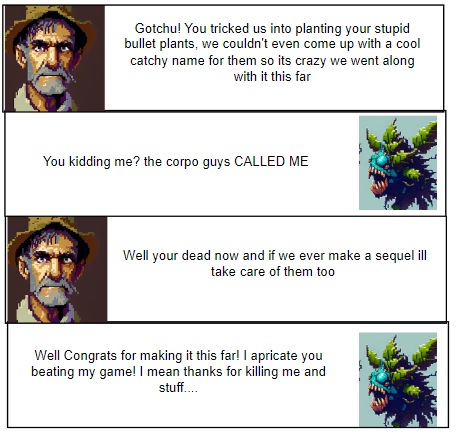 Gotchu! You tricked us into planting your stupid
bullet plants, we couldn't even come up with a cool
catchy name for them so its crazy we went along
with it this far
You kidding me? the corpo guys CALLED ME
Well your dead now and if we ever make a sequel ill
take care of them too
Well Congrats for making it this far! I apricate you
beating my game! I mean thanks for killing me and
stuff....